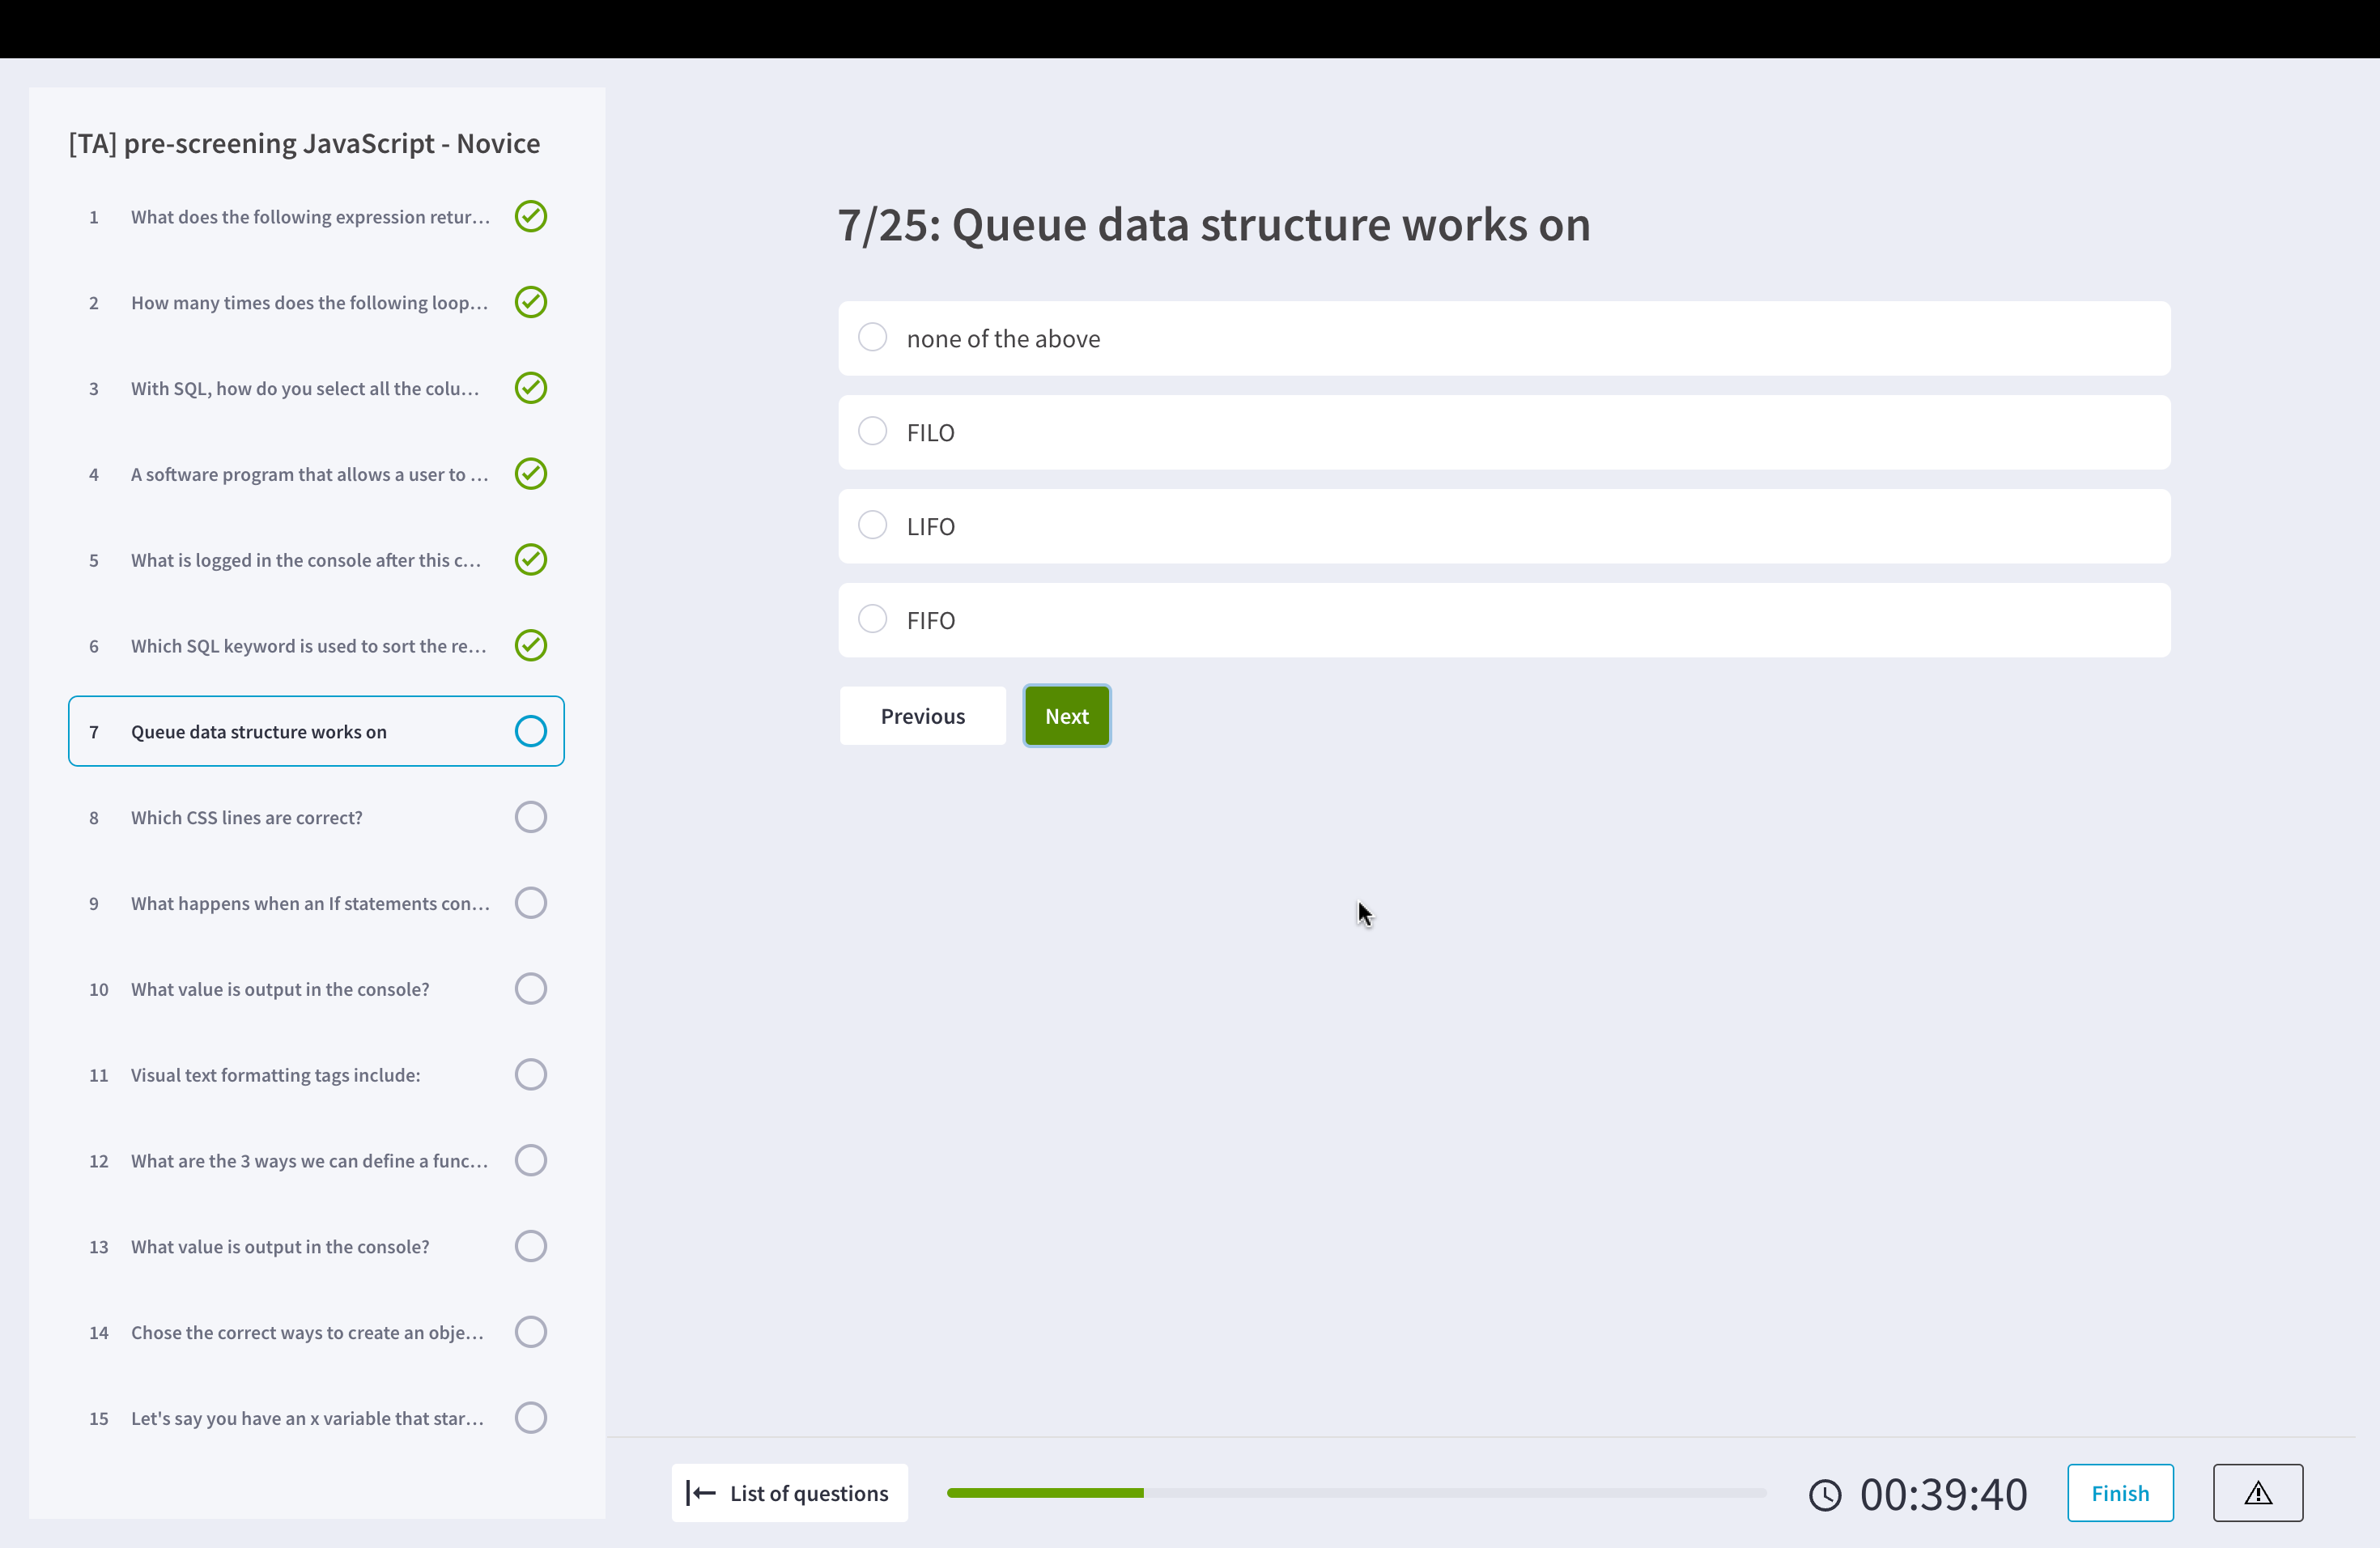 [TA] pre-screening JavaScript - Novice
1 What does the following expression retur...
2 How many times does the following loop...
3 With SQL, how do you select all the colu...
4 A software program that allows a user to ...
5 What is logged in the console after this c...
6 Which SQL keyword is used to sort the re...
7 Queue data structure works on
8 Which CSS lines are correct?
9 What happens when an If statements con...
10 What value is output in the console?
11 Visual text formatting tags include:
12 What are the 3 ways we can define a func...
13 What value is output in the console?
14 Chose the correct ways to create an obje...
15 Let's say you have an x variable that star...
7/25: Queue data structure works on
none of the above
FILO
LIFO
FIFO
Previous
Next
List of questions
00:39:40
Finish